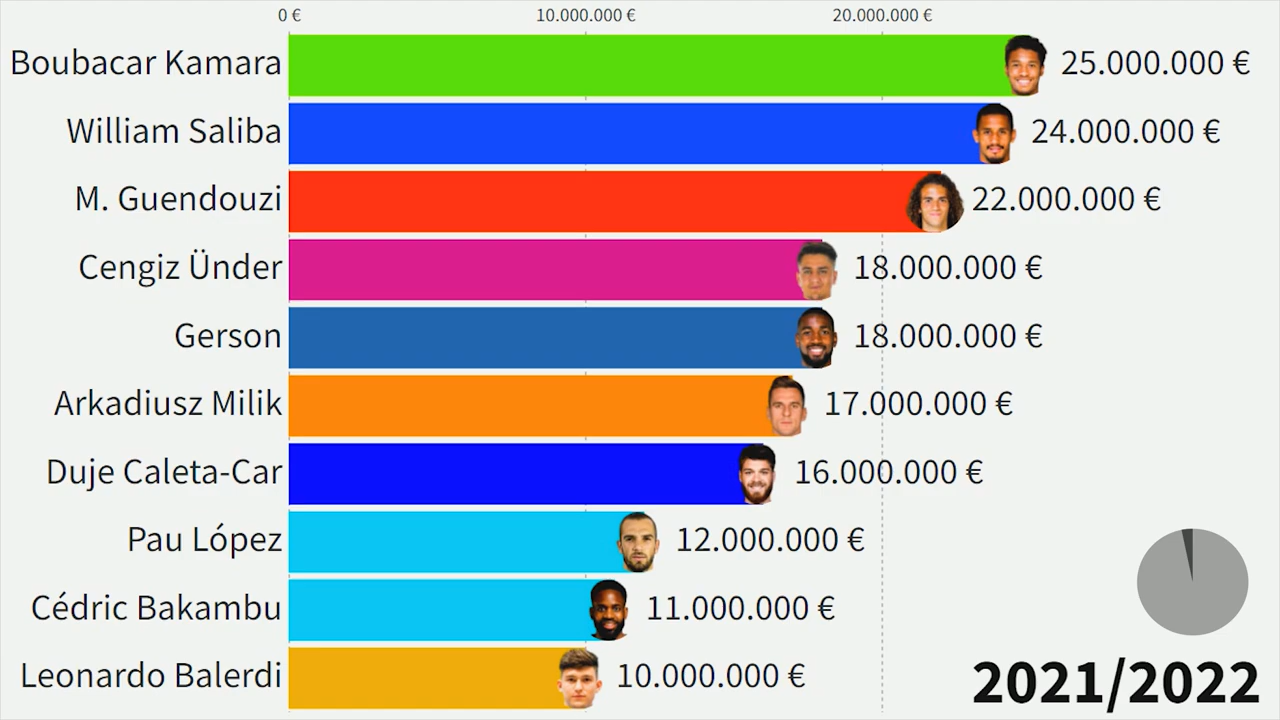 0 € 10.000.000 € 20.000.000 €
Boubacar Kamara 25.000.000 €
William Saliba 24.000.000 €
M. Guendouzi 22.000.000 €
Cengiz Ünder 18.000.000 €
Gerson 18.000.000 €
Arkadiusz Milik 17.000.000 €
Duje Caleta-Car 16.000.000 €
Pau López 12.000.000 €
Cédric Bakambu 11.000.000 €
Leonardo Balerdi 10.000.000 €
2021/2022